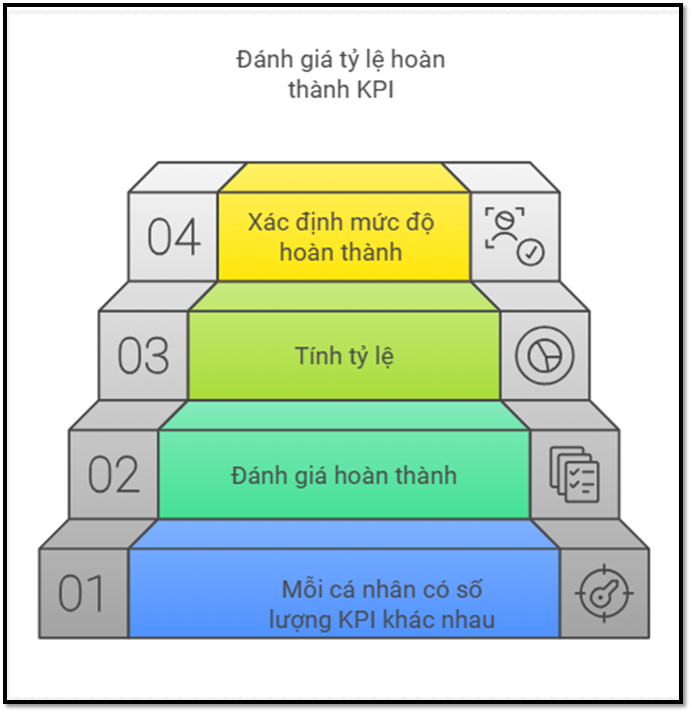 Đánh giá tỷ lệ hoàn
thành KPI
04
Xác định mức độ
hoàn thành
03
Tính tỷ lệ
02
Đánh giá hoàn thành
01
Mỗi cá nhân có số
lượng KPI khác nhau